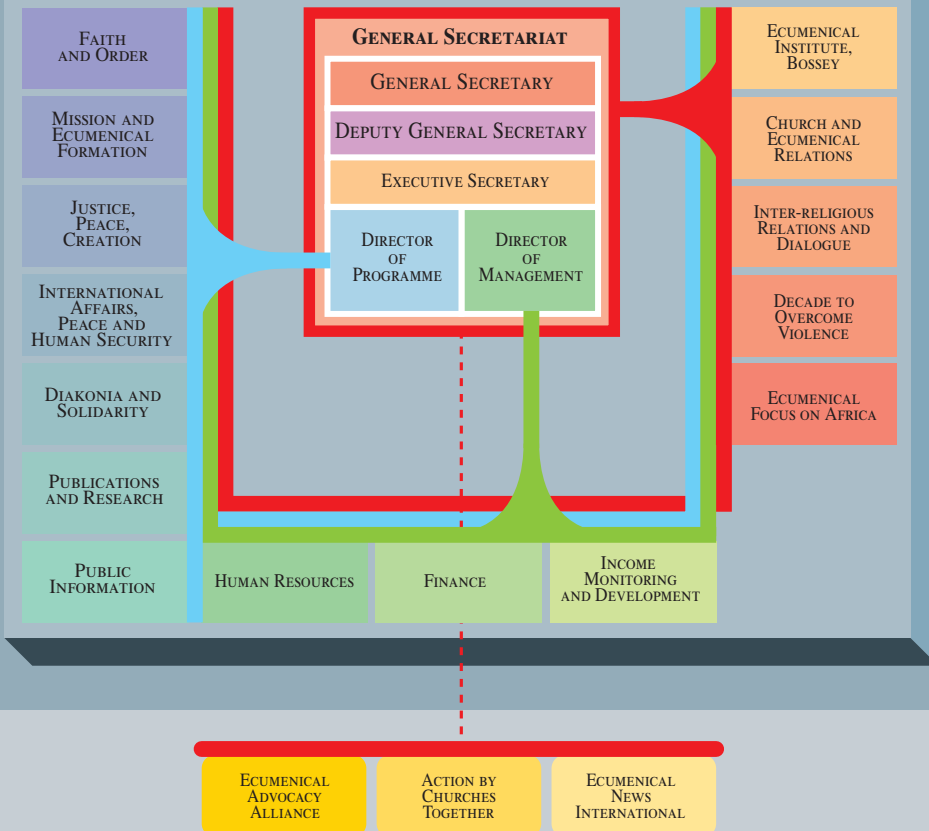 FAITH
AND ORDER
MISSION AND
ECUMENICAL
FORMATION
JUSTICE,
PEACE,
CREATION
INTERNATIONAL
AFFAIRS,
PEACE AND
HUMAN SECURITY
DIAKONIA AND
SOLIDARITY
PUBLICATIONS
AND RESEARCH
PUBLIC
INFORMATION
GENERAL SECRETARIAT
GENERAL SECRETARY
DEPUTY GENERAL SECRETARY
EXECUTIVE SECRETARY
DIRECTOR
OF
PROGRAMME
DIRECTOR
OF
MANAGEMENT
ECUMENICAL
INSTITUTE,
BOSSEY
CHURCH AND
ECUMENICAL
RELATIONS
INTER-RELIGIOUS
RELATIONS AND
DIALOGUE
DECADE TO
OVERCOME
VIOLENCE
ECUMENICAL
FOCUS ON AFRICA
HUMAN RESOURCES
FINANCE
INCOME
MONITORING
AND DEVELOPMENT
ECUMENICAL
ADVOCACY
ALLIANCE
ACTION BY
CHURCHES
TOGETHER
ECUMENICAL
NEWS
INTERNATIONAL